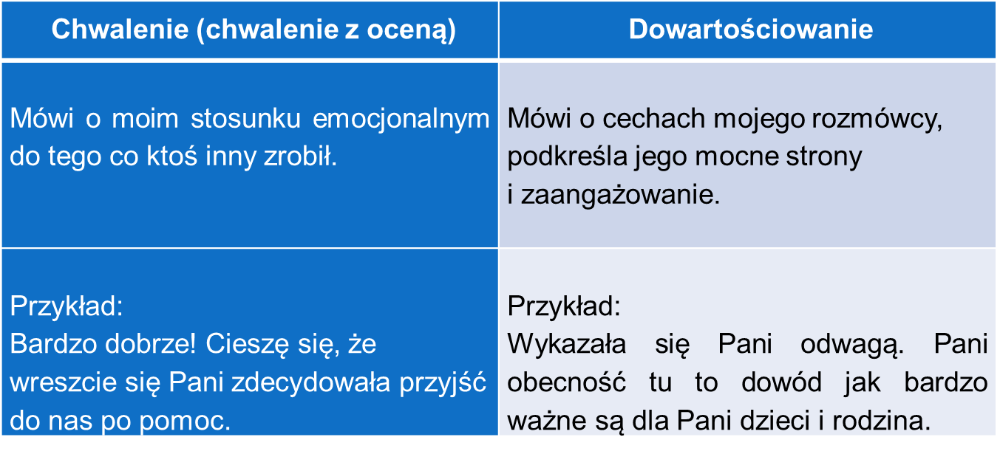 Chwalenie (chwalenie z oceną)
Dowartościowanie
Mówi o moim stosunku emocjonalnym
do tego co ktoś inny zrobił.
Mówi o cechach mojego rozmówcy,
podkreśla jego mocne strony
i zaangażowanie.
Przykład:
Bardzo dobrze! Cieszę się, że
wreszcie się Pani zdecydowała przyjść
do nas po pomoc.
Przykład:
Wykazała się Pani odwagą. Pani
obecność tu to dowód jak bardzo
ważne są dla Pani dzieci i rodzina.